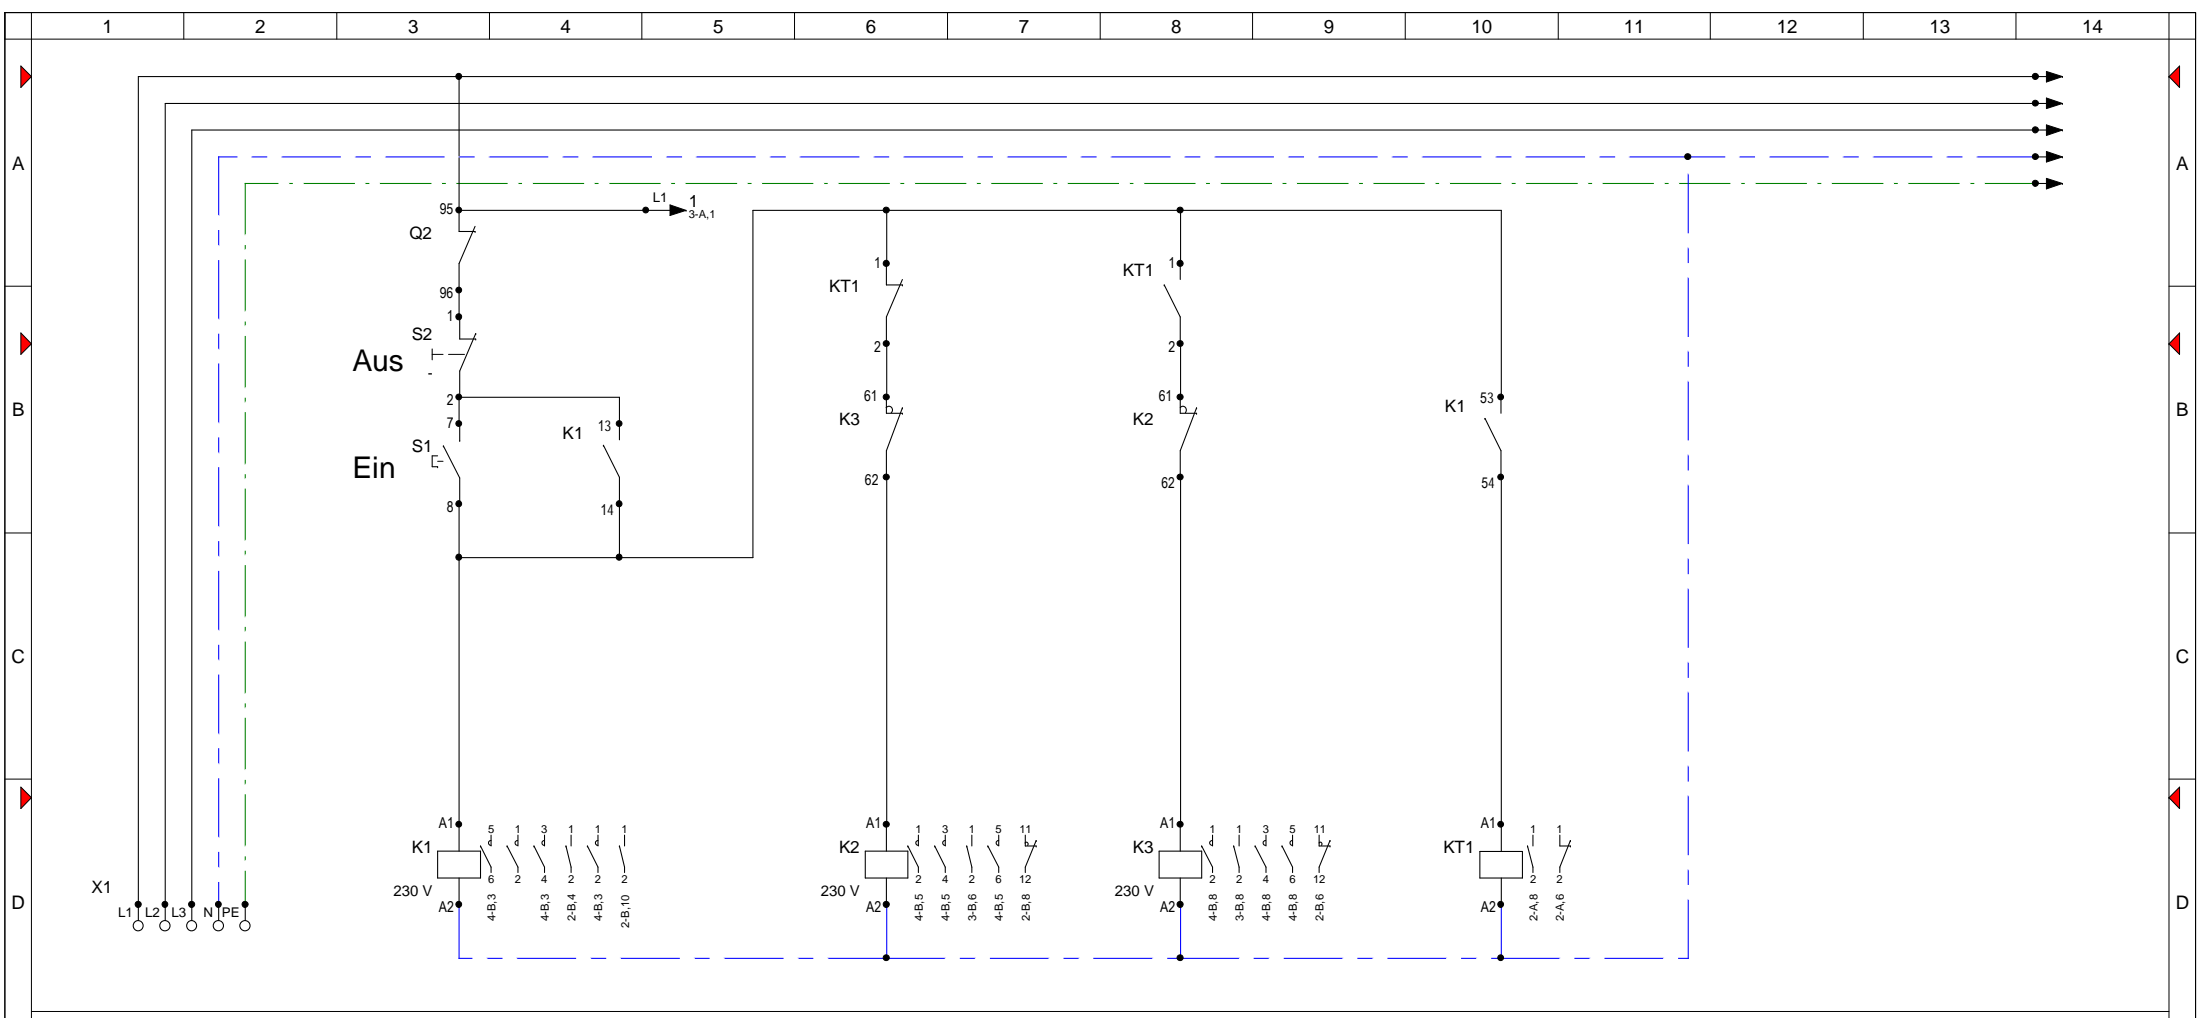 1 2 3 4 5 6 7 8 9 10 11 12 13 14
A A
95 L1 1
3-A,1
Q2
1 1
KT1
KT1
96
1
S2
2 2
Aus
2 61 61 53
K1
B B
7 K1 13 K3 K2
S1
Ein
62 62 54
8 14
C C
A1 5 1 3 1 1 1 A1 1 3 1 5 11 A1 1 1 3 5 11 A1 1 1
K1 K2 K3 KT1
6 2 4 2 2 2 2 4 2 6 12 2 2 4 6 12 2 2
230 V 230 V 230 V
X1
D D
L1 L2 L3 N PE
A2 4-B,3 4-B,3 2-B,4 4-B,3 2-B,10 A2 4-B,5 4-B,5 3-B,6 4-B,5 2-B,8 A2 4-B,8 3-B,8 4-B,8 4-B,8 2-B,6 A2 2-A,8 2-A,6